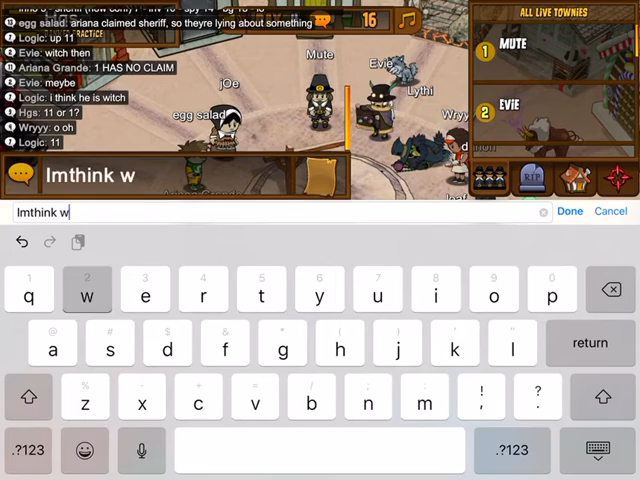 egg salad: ariana claimed sheriff, so theyre lying about something
Logic: up 11
Evie: witch then
Ariana Grande: 1 HAS NO CLAIM
Evie: meybe
Logic: i think he is witch
Hgs: 11 or 1?
Wryyy: o oh
Logic: 11
16
Mute
Evie
jOe
Lythi
egg salad
Wryy
ALL LIVE TOWNIES
1 MUTE
2 EVIE
RIP
Imthink w
Imthink w
Done Cancel
1 2 3 4 5 6 7 8 9 0
q w e r t y u i o p
@ # $ & * ( ) ' "
a s d f g h j k l return
% - + = / ; : ! ?
z x c v b n m , .
.?123 .?123